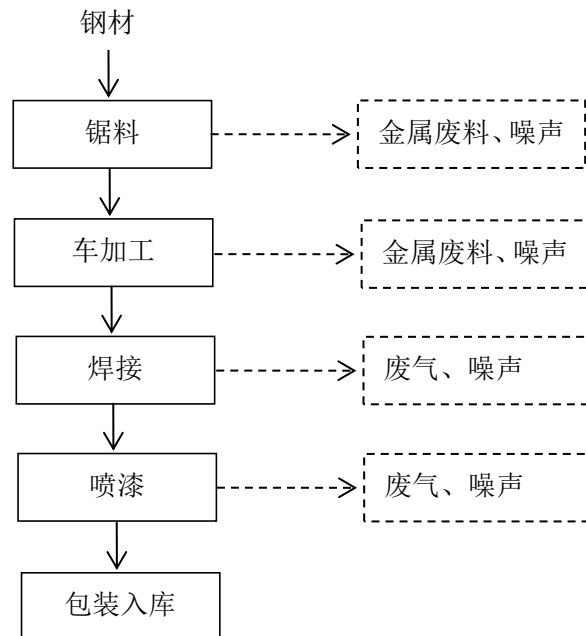 钢材
锯料
金属废料、噪声
车加工
金属废料、噪声
焊接
废气、噪声
喷漆
废气、噪声
包装入库